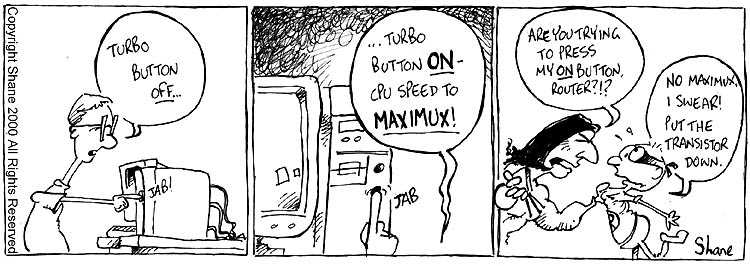 Copyright Shane 2000 All Rights Reserved
TURBO
BUTTON
OFF...
JAB!
...TURBO
BUTTON ON-
CPU SPEED TO
MAXIMUX!
JAB
ARE YOU TRYING
TO PRESS
MY ON BUTTON,
ROUTER?!?
NO MAXIMUX,
I SWEAR!
PUT THE
TRANSISTOR
DOWN.
Shane